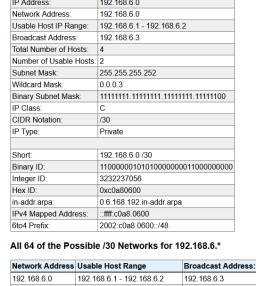 IP Address: 192.168.6.0
Network Address: 192.168.6.0
Usable Host IP Range: 192.168.6.1 - 192.168.6.2
Broadcast Address: 192.168.6.3
Total Number of Hosts: 4
Number of Usable Hosts: 2
Subnet Mask: 255.255.255.252
Wildcard Mask: 0.0.0.3
Binary Subnet Mask: 11111111.11111111.11111111.11111100
IP Class: C
CIDR Notation: /30
IP Type: Private
Short: 192.168.6.0 /30
Binary ID: 11000000101010000000011000000000
Integer ID: 3232237056
Hex ID: 0xc0a80600
in-addr.arpa: 0.6.168.192.in-addr.arpa
IPv4 Mapped Address: ::ffff:c0a8.0600
6to4 Prefix: 2002:c0a8.0600::/48
All 64 of the Possible /30 Networks for 192.168.6.*
Network Address Usable Host Range Broadcast Address:
192.168.6.0 192.168.6.1 - 192.168.6.2 192.168.6.3